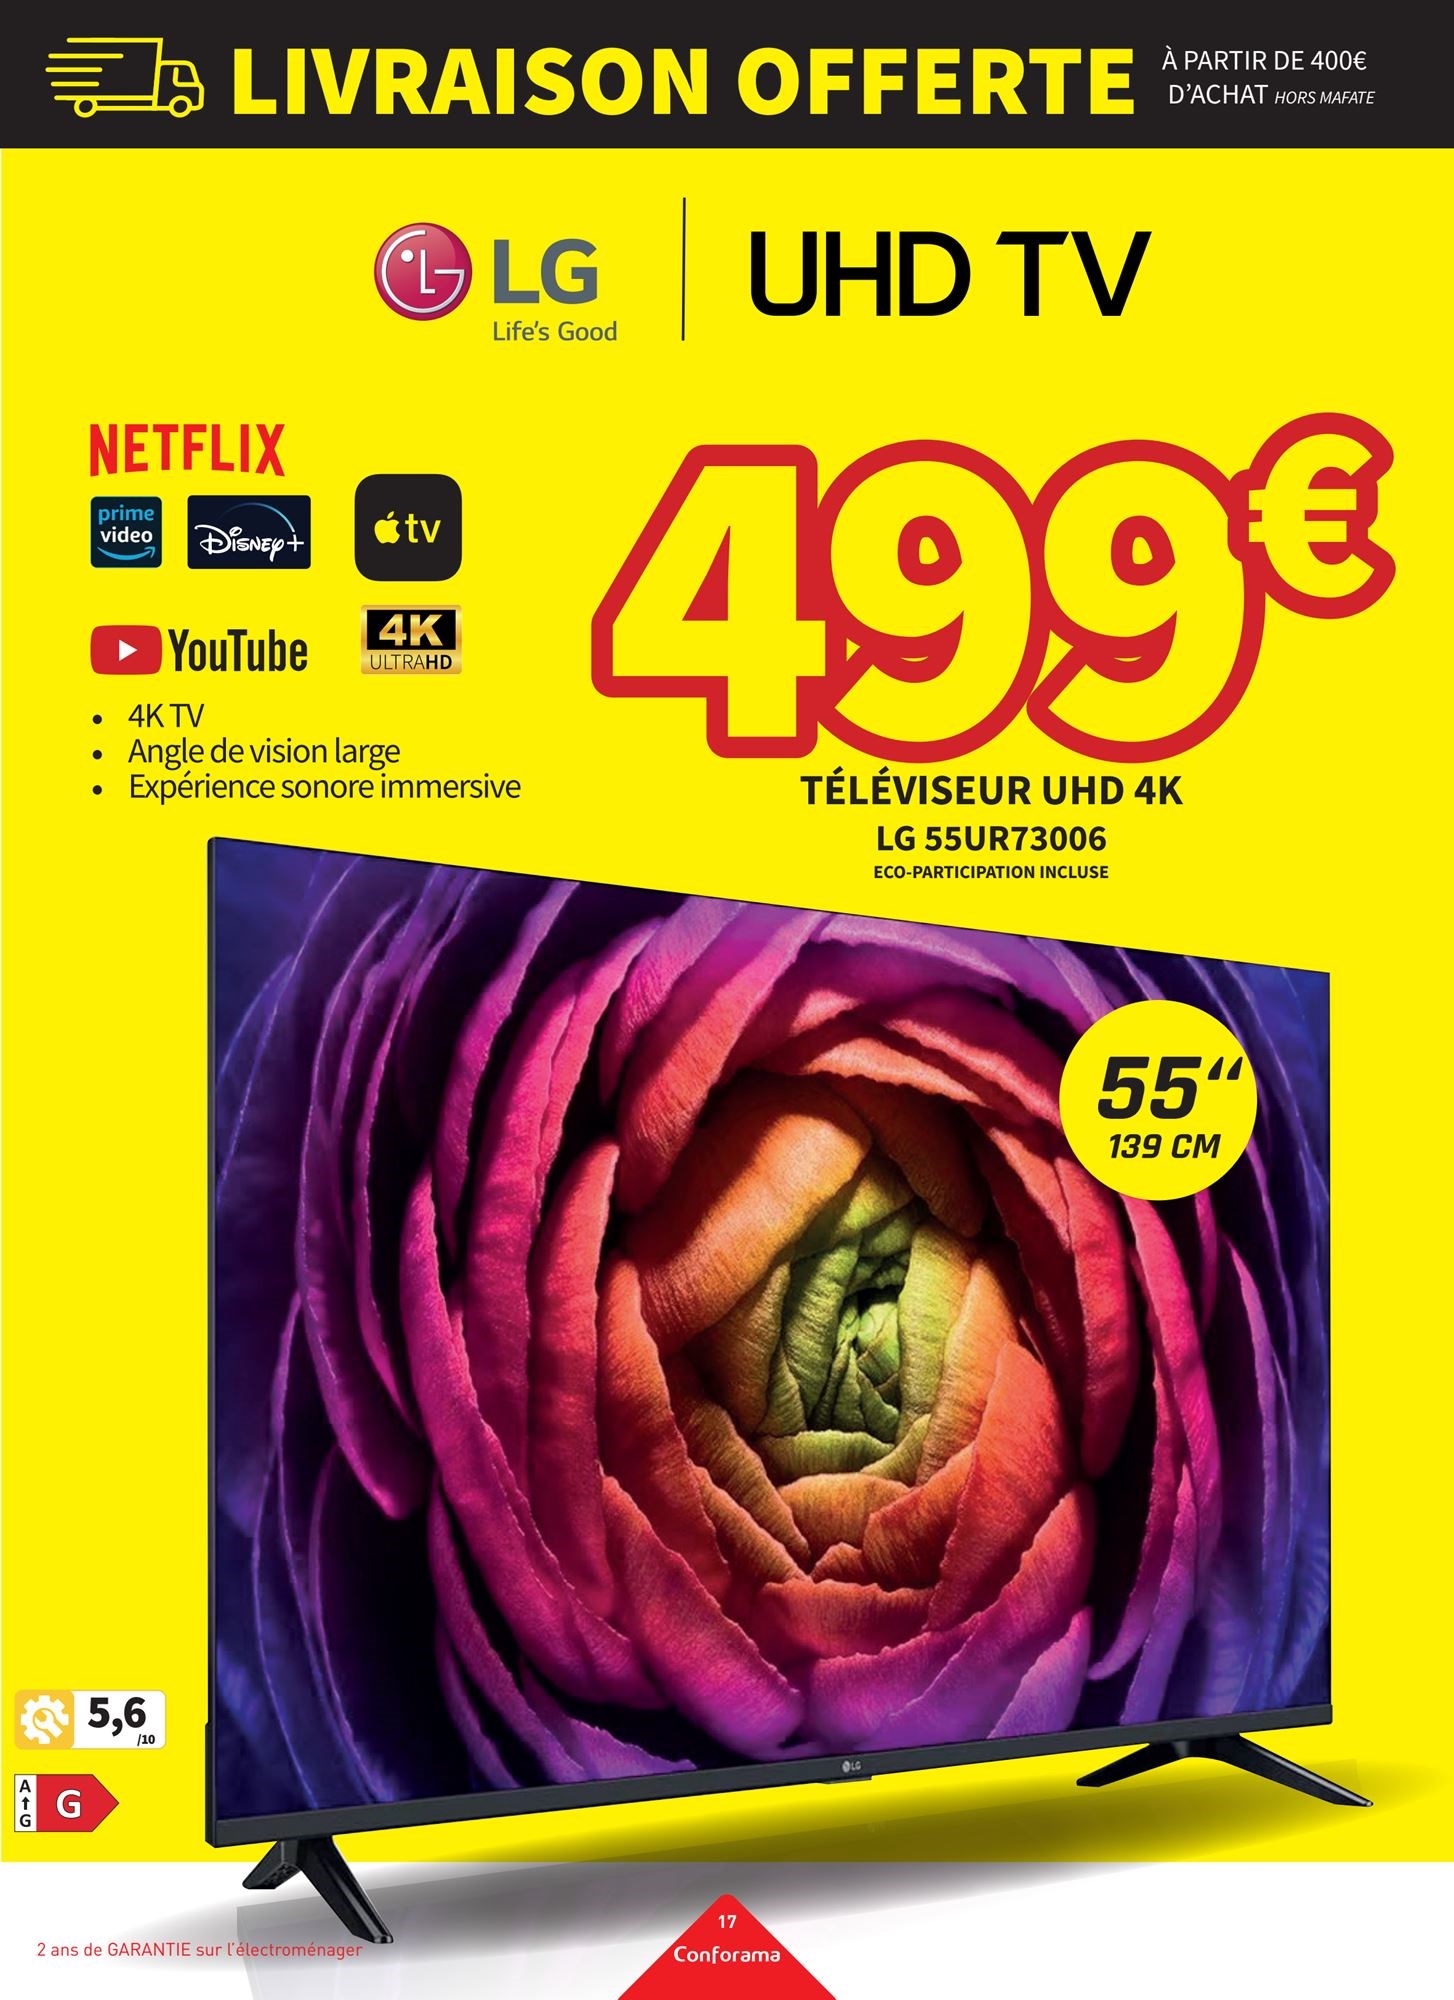 LIVRAISON OFFERTE
À PARTIR DE 400€
D'ACHAT HORS MAFATE
LG
Life's Good
UHD TV
NETFLIX
prime
video
Disney+
tv
YouTube
4K
ULTRAHD
• 4K TV
• Angle de vision large
• Expérience sonore immersive
499€
TÉLÉVISEUR UHD 4K
LG 55UR73006
ECO-PARTICIPATION INCLUSE
55“
139 CM
5,6
/10
A
G
G
LG
2 ans de GARANTIE sur l'électroménager
17
Conforama